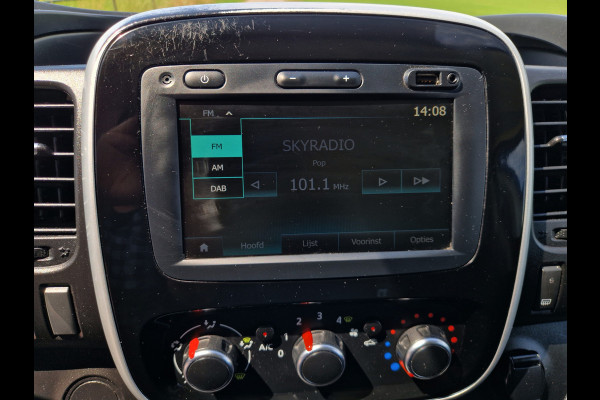 FM
14:08
FM
AM
DAB
SKYRADIO
Pop
101.1 MHz
Hoofd Lijst Voorinst Opties
0 1 2 3 4
A/C